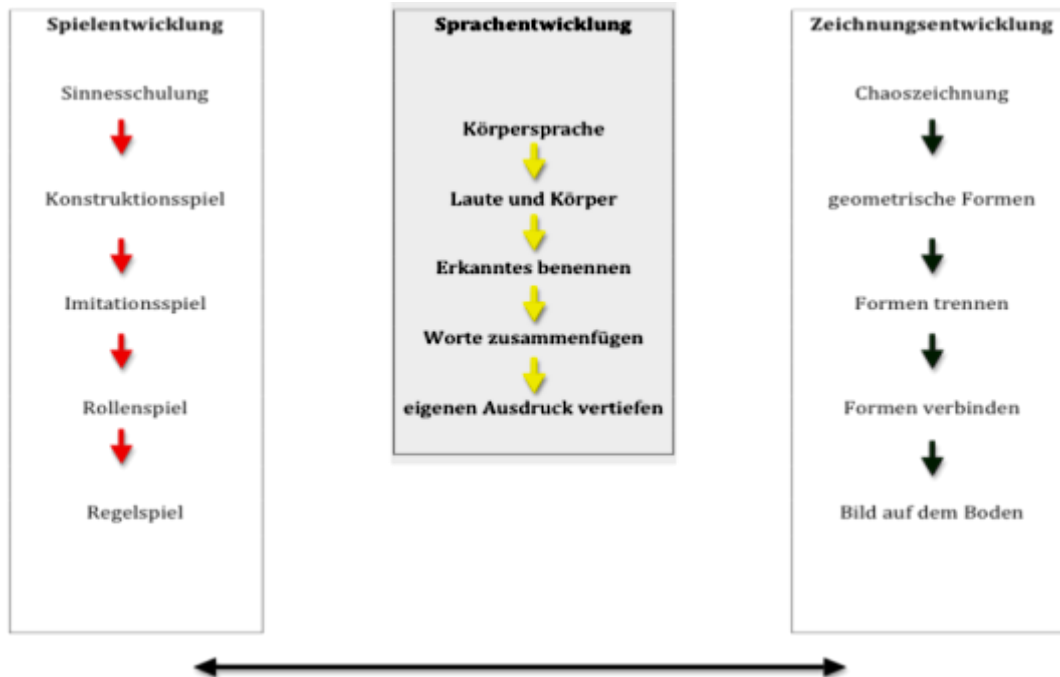 Spielentwicklung
Sinnesschulung
Konstruktionsspiel
Imitationsspiel
Rollenspiel
Regelspiel
Sprachentwicklung
Körpersprache
Laute und Körper
Erkanntes benennen
Worte zusammenfügen
eigenen Ausdruck vertiefen
Zeichnungsentwicklung
Chaoszeichnung
geometrische Formen
Formen trennen
Formen verbinden
Bild auf dem Boden